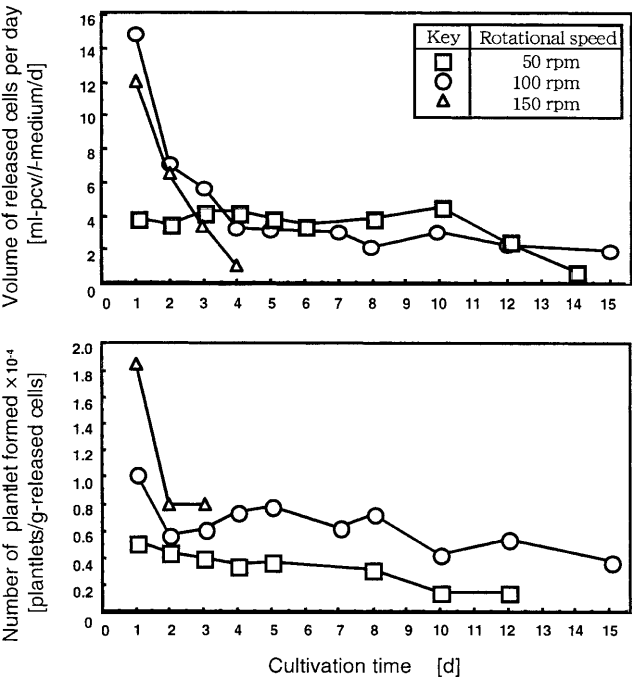 Volume of released cells per day
[ml-pcv/l-medium/d]
16
14
12
10
8
6
4
2
0
Key Rotational speed
50 rpm
100 rpm
150 rpm
0 1 2 3 4 5 6 7 8 9 10 11 12 13 14 15
Number of plantlet formed ×10⁻⁴
[plantlets/g-released cells]
2.0
1.8
1.6
1.4
1.2
1.0
0.8
0.6
0.4
0.2
0
0 1 2 3 4 5 6 7 8 9 10 11 12 13 14 15
Cultivation time [d]